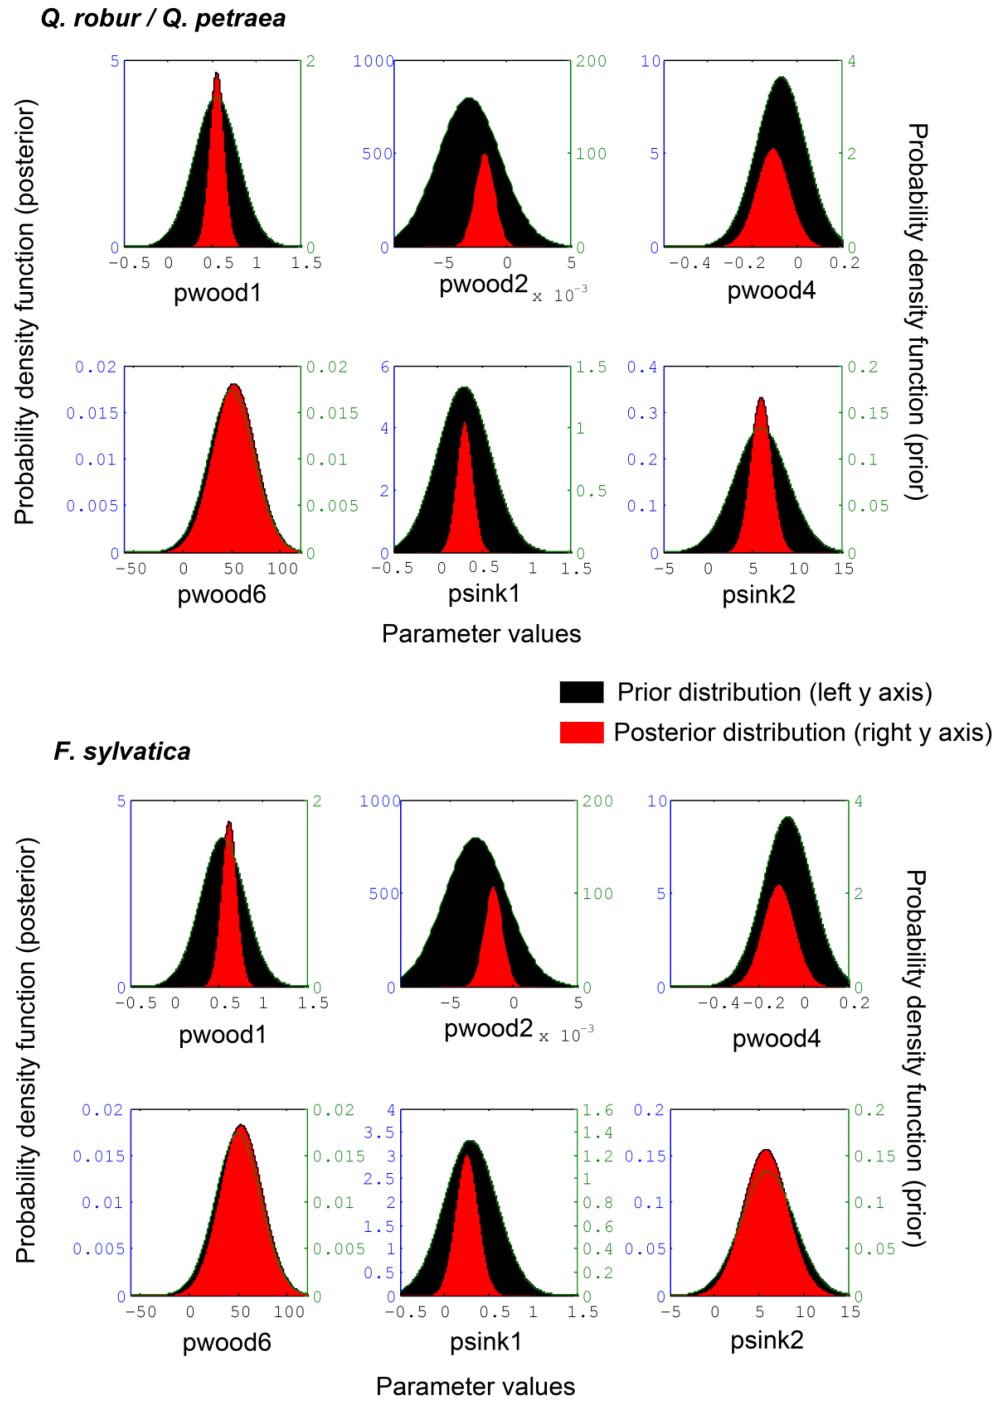 Q. robur / Q. petraea
Probability density function (posterior)
5
0
2
1
0
-0.5 0 0.5 1 1.5
pwood1
1000
500
0
200
100
0
-5 0 5
pwood2 x 10⁻³
10
5
0
4
2
0
-0.4 -0.2 0 0.2
pwood4
Probability density function (prior)
0.02
0.015
0.01
0.005
0
0.02
0.015
0.01
0.005
0
-50 0 50 100
pwood6
6
4
2
0
1.5
1
0.5
0
-0.5 0 0.5 1 1.5
psink1
0.4
0.3
0.2
0.1
0
0.2
0.15
0.1
0.05
0
-5 0 5 10 15
psink2
Parameter values
Prior distribution (left y axis)
Posterior distribution (right y axis)
F. sylvatica
Probability density function (posterior)
5
0
2
1
0
-0.5 0 0.5 1 1.5
pwood1
1000
500
0
200
100
0
-5 0 5
pwood2 x 10⁻³
10
5
0
4
2
0
-0.4 -0.2 0 0.2
pwood4
Probability density function (prior)
0.02
0.015
0.01
0.005
0
0.02
0.015
0.01
0.005
0
-50 0 50 100
pwood6
4
3.5
3
2.5
2
1.5
1
0.5
0
1.6
1.4
1.2
1
0.8
0.6
0.4
0.2
0
-0.5 0 0.5 1 1.5
psink1
0.2
0.15
0.1
0.05
0
0.2
0.15
0.1
0.05
0
-5 0 5 10 15
psink2
Parameter values